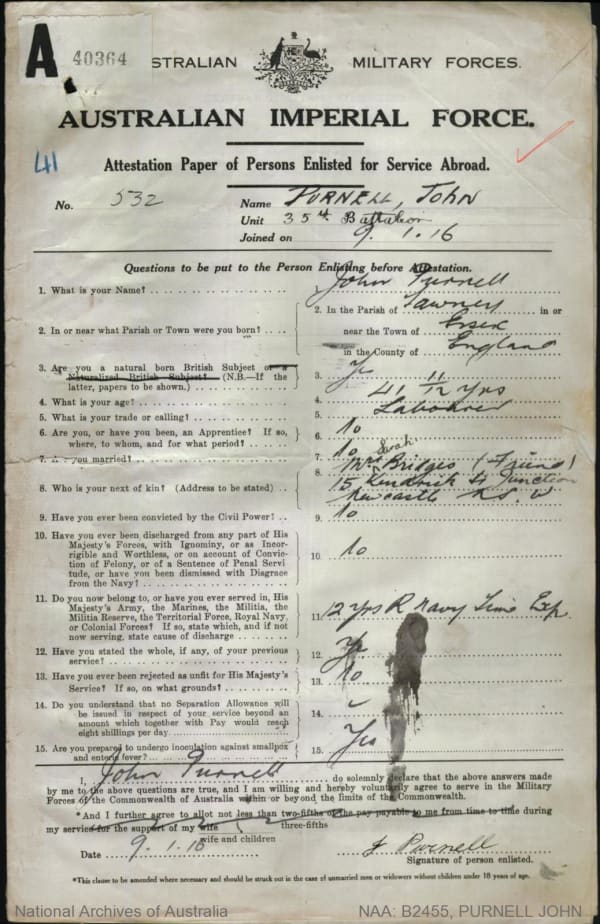 A 40364 STRALIAN MILITARY FORCES.
AUSTRALIAN IMPERIAL FORCE.
41
Attestation Paper of Persons Enlisted for Service Abroad.
No. 532 Name PURNELL, JOHN
Unit 35th Battalion
Joined on 9.1.16
Questions to be put to the Person Enlisting before Attestation.
1. What is your Name? John Purnell
2. In or near what Parish or Town were you born? 2. In the Parish of Tawney in or
near the Town of Essex
in the County of England
3. Are you a natural born British Subject or a
Naturalized British Subject? (N.B.—If the
latter, papers to be shown.) 3. Yes
4. What is your age? 4. 41 11/12 yrs
5. What is your trade or calling? 5. Labourer
6. Are you, or have you been, an Apprentice? If so,
where, to whom, and for what period? 6. No
7. Are you married? 7. No
8. Who is your next of kin? (Address to be stated) 8. Mrs Sarah Bridges (Friend)
15 Kendrick St Junction
Newcastle N.S.W
9. Have you ever been convicted by the Civil Power? 9. No
10. Have you ever been discharged from any part of His
Majesty's Forces, with Ignominy, or as Incor-
rigible and Worthless, or on account of Convic-
tion of Felony, or of a Sentence of Penal Servi-
tude, or have you been dismissed with Disgrace
from the Navy? 10. No
11. Do you now belong to, or have you ever served in, His
Majesty's Army, the Marines, the Militia, the
Militia Reserve, the Territorial Force, Royal Navy,
or Colonial Forces? If so, state which, and if not
now serving, state cause of discharge 11. 12 yrs R Navy Time Exp.
12. Have you stated the whole, if any, of your previous
service? 12. Yes
13. Have you ever been rejected as unfit for His Majesty's
Service? If so, on what grounds? 13. No
14. Do you understand that no Separation Allowance will
be issued in respect of your service beyond an
amount which together with Pay would reach
eight shillings per day 14.
15. Are you prepared to undergo inoculation against smallpox
and enteric fever? 15. Yes
I, John Purnell do solemnly declare that the above answers made
by me to the above questions are true, and I am willing and hereby voluntarily agree to serve in the Military
Forces of the Commonwealth of Australia within or beyond the limits of the Commonwealth.
*And I further agree to allot not less than two-fifths of the pay payable to me from time to time during
three-fifths
my service for the support of my wife
wife and children
Date 9.1.16 J Purnell
Signature of person enlisted.
*This clause to be amended where necessary and should be struck out in the case of unmarried men or widowers without children under 18 years of age.
National Archives of Australia NAA: B2455, PURNELL JOHN